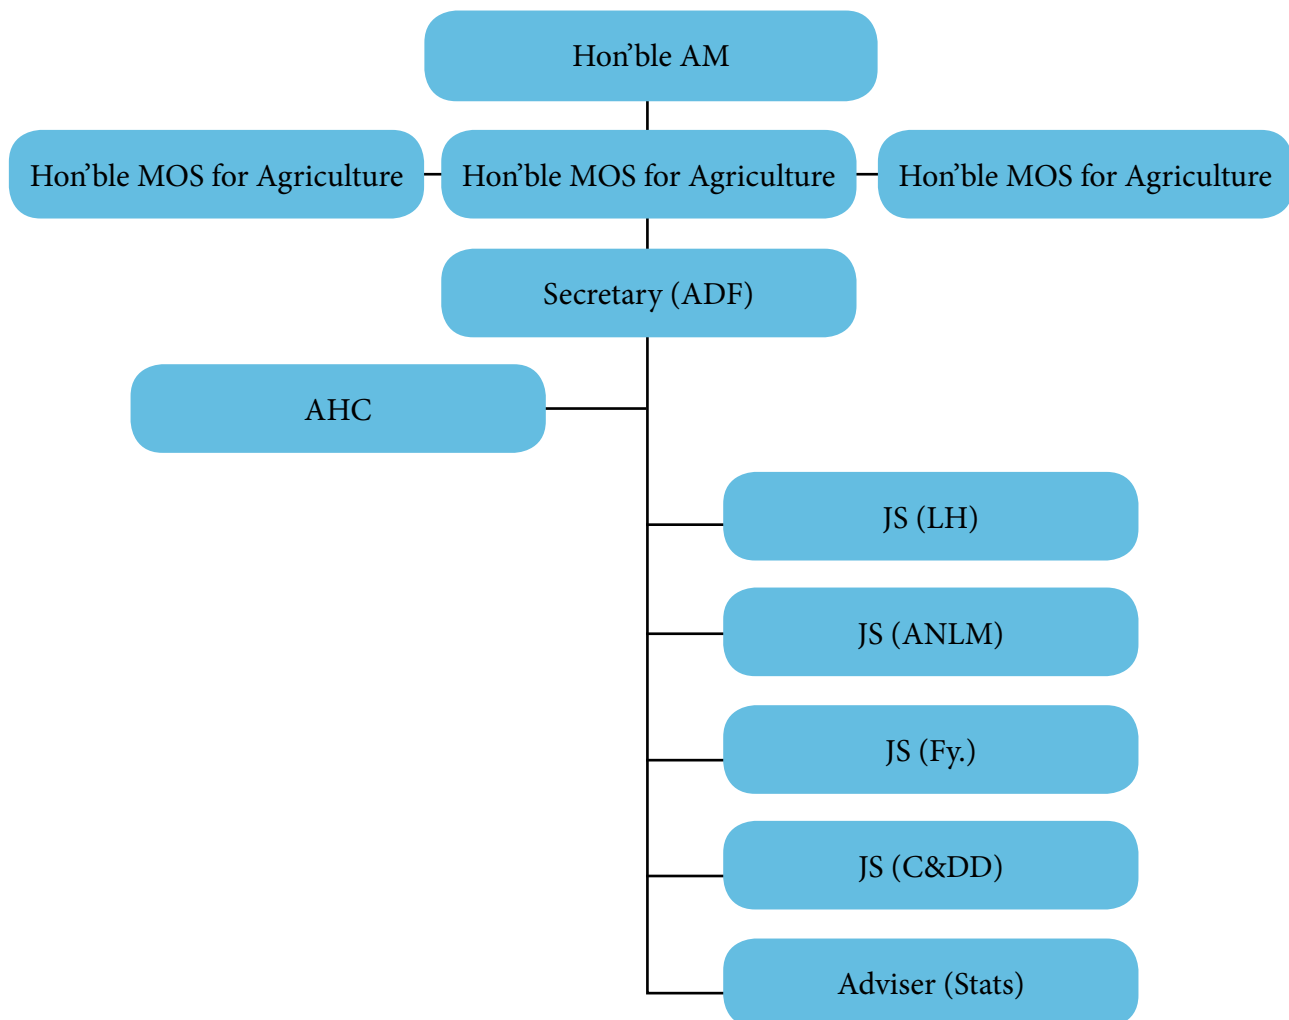 Hon’ble AM
Hon’ble MOS for Agriculture
Hon’ble MOS for Agriculture
Hon’ble MOS for Agriculture
Secretary (ADF)
AHC
JS (LH)
JS (ANLM)
JS (Fy.)
JS (C&DD)
Adviser (Stats)